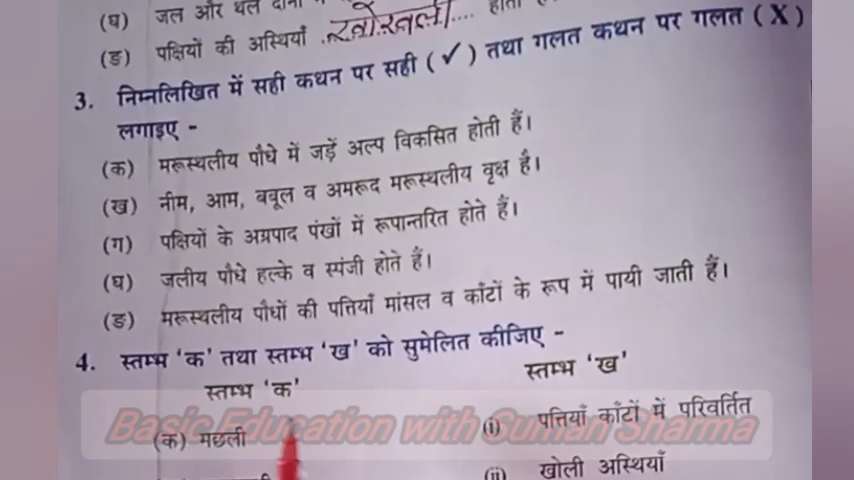 (घ) जल और थल दोनों
(ङ) पक्षियों की अस्थियाँ ..खोखली.... होती
3. निम्नलिखित में सही कथन पर सही (✓) तथा गलत कथन पर गलत (X)
लगाइए -
(क) मरूस्थलीय पौधे में जड़ें अल्प विकसित होती हैं।
(ख) नीम, आम, बबूल व अमरूद मरूस्थलीय वृक्ष है।
(ग) पक्षियों के अग्रपाद पंखों में रूपान्तरित होते हैं।
(घ) जलीय पौधे हल्के व स्पंजी होते हैं।
(ङ) मरूस्थलीय पौधों की पत्तियाँ मांसल व काँटों के रूप में पायी जाती हैं।
4. स्तम्भ 'क' तथा स्तम्भ 'ख' को सुमेलित कीजिए -
स्तम्भ 'क' स्तम्भ 'ख'
(क) मछली (i) पत्तियाँ काँटों में परिवर्तित
Basic Education with Suman Sharma
(ii) खोली अस्थियाँ